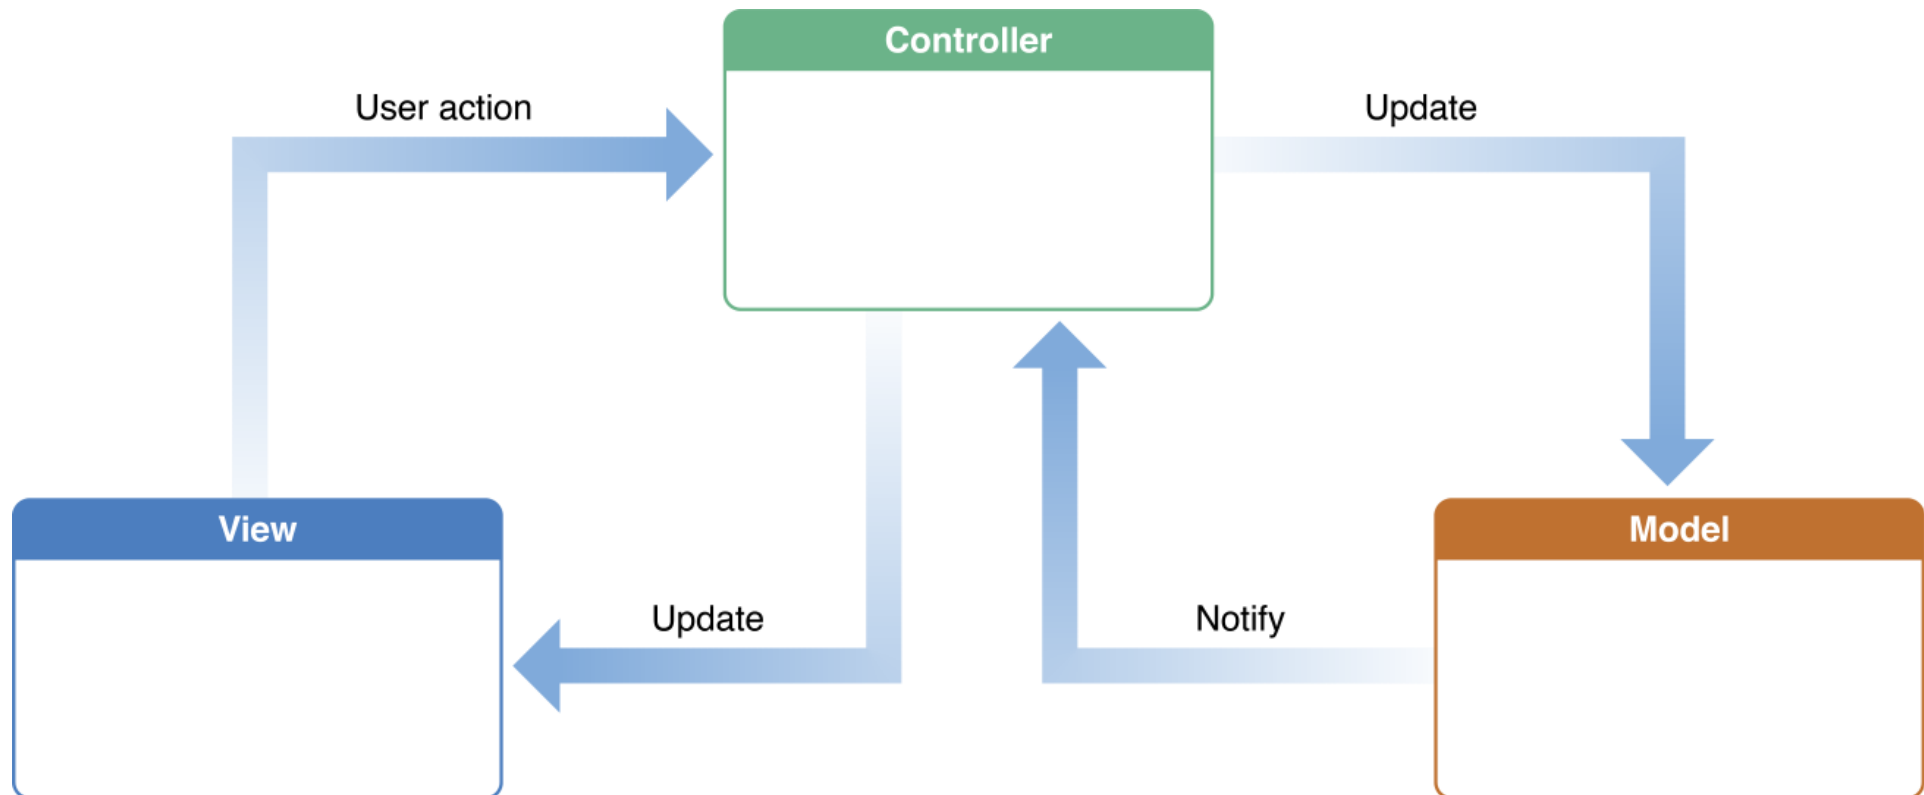 Controller
User action
Update
View
Model
Update
Notify